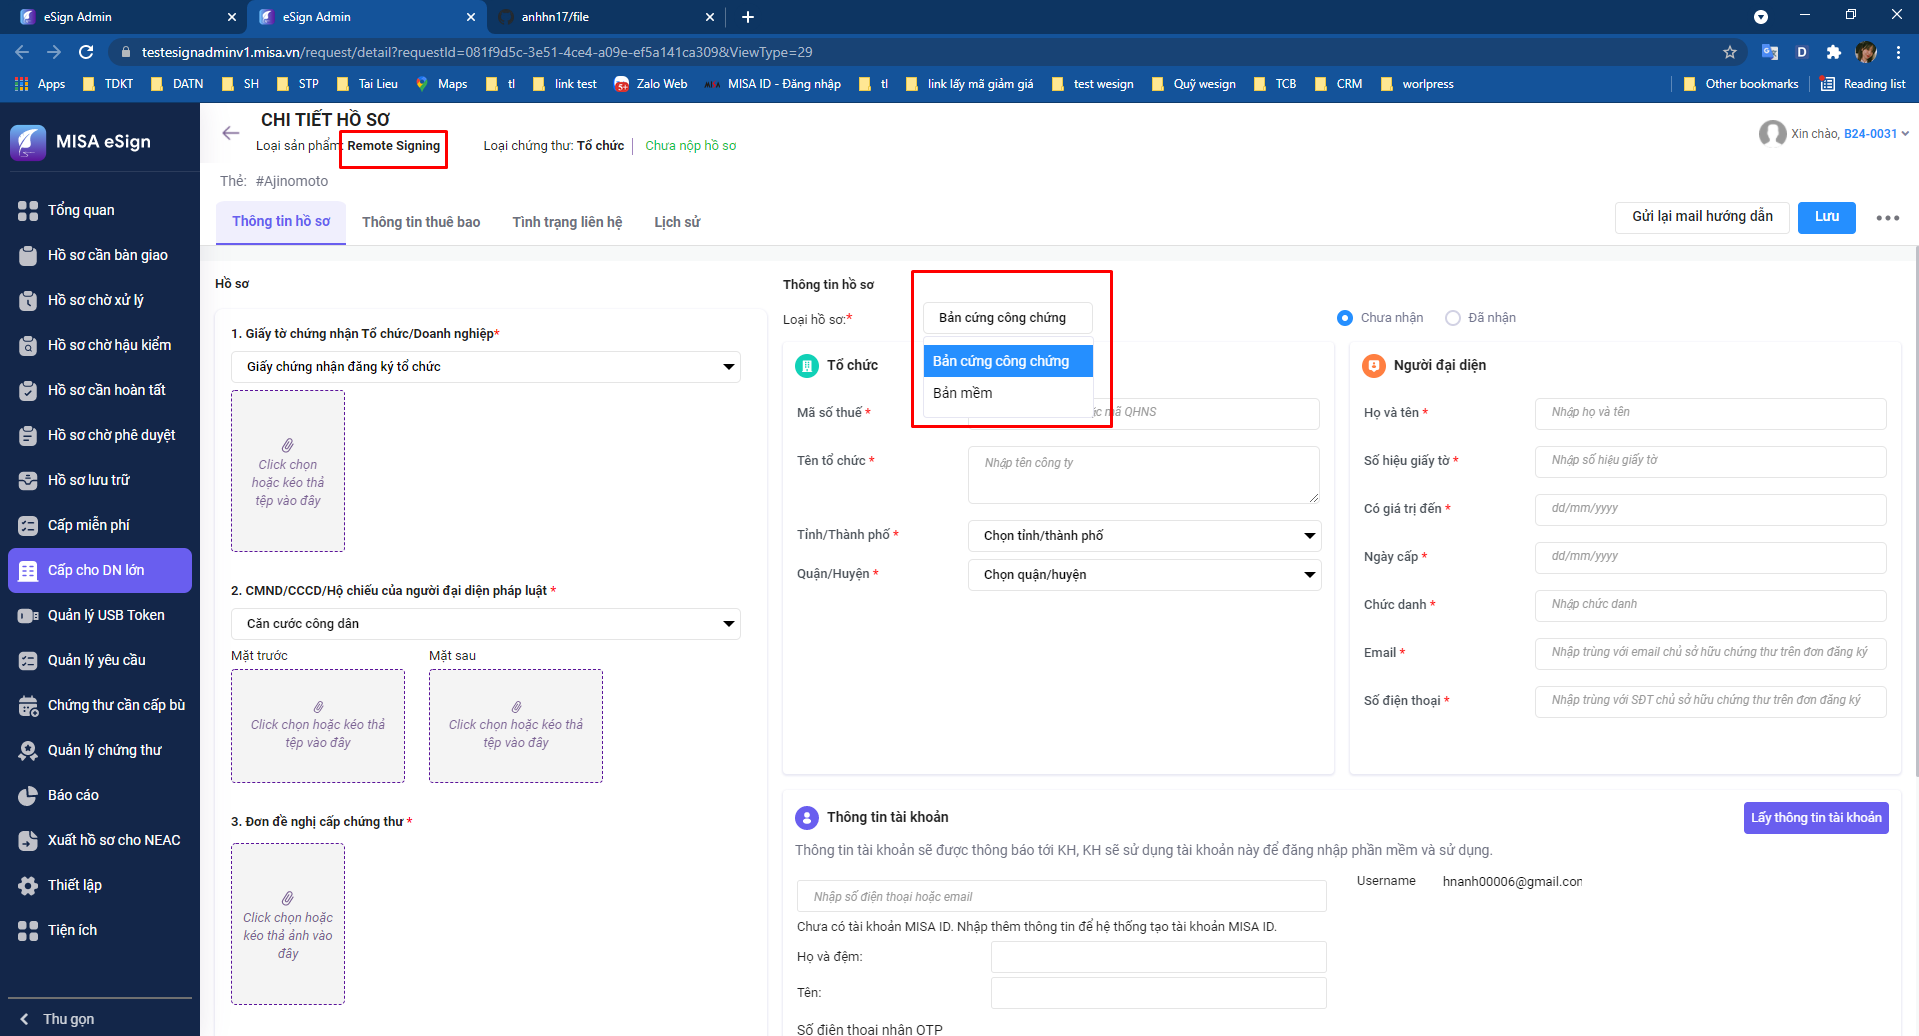 eSign Admin
eSign Admin
anhhn17/file
testesignadminv1.misa.vn/request/detail?requestId=081f9d5c-3e51-4ce4-a09e-ef5a141ca309&ViewType=29
Apps TDKT DATN SH STP Tai Lieu Maps tl link test Zalo Web MISA ID - Đăng nhập tl link lấy mã giảm giá test wesign Quỹ wesign TCB CRM worlpress Other bookmarks Reading list
MISA eSign
Tổng quan
Hồ sơ cần bàn giao
Hồ sơ chờ xử lý
Hồ sơ chờ hậu kiểm
Hồ sơ cần hoàn tất
Hồ sơ chờ phê duyệt
Hồ sơ lưu trữ
Cấp miễn phí
Cấp cho DN lớn
Quản lý USB Token
Quản lý yêu cầu
Chứng thư cần cấp bù
Quản lý chứng thư
Báo cáo
Xuất hồ sơ cho NEAC
Thiết lập
Tiện ích
Thu gọn
CHI TIẾT HỒ SƠ
Loại sản phẩm: Remote Signing Loại chứng thư: Tổ chức Chưa nộp hồ sơ
Xin chào, B24-0031
Thẻ: #Ajinomoto
Thông tin hồ sơ Thông tin thuê bao Tình trạng liên hệ Lịch sử
Gửi lại mail hướng dẫn Lưu
Hồ sơ
1. Giấy tờ chứng nhận Tổ chức/Doanh nghiệp*
Giấy chứng nhận đăng ký tổ chức
Click chọn
hoặc kéo thả
tệp vào đây
2. CMND/CCCD/Hộ chiếu của người đại diện pháp luật *
Căn cước công dân
Mặt trước Mặt sau
Click chọn hoặc kéo thả
tệp vào đây
Click chọn hoặc kéo thả
tệp vào đây
3. Đơn đề nghị cấp chứng thư *
Click chọn hoặc
kéo thả ảnh vào
đây
Thông tin hồ sơ
Loại hồ sơ:* Bản cứng công chứng
Bản cứng công chứng
Bản mềm
Chưa nhận Đã nhận
Tổ chức
Mã số thuế * mã QHNS
Tên tổ chức * Nhập tên công ty
Tỉnh/Thành phố * Chọn tỉnh/thành phố
Quận/Huyện * Chọn quận/huyện
Người đại diện
Họ và tên * Nhập họ và tên
Số hiệu giấy tờ * Nhập số hiệu giấy tờ
Có giá trị đến * dd/mm/yyyy
Ngày cấp * dd/mm/yyyy
Chức danh * Nhập chức danh
Email * Nhập trùng với email chủ sở hữu chứng thư trên đơn đăng ký
Số điện thoại * Nhập trùng với SĐT chủ sở hữu chứng thư trên đơn đăng ký
Thông tin tài khoản
Lấy thông tin tài khoản
Thông tin tài khoản sẽ được thông báo tới KH, KH sẽ sử dụng tài khoản này để đăng nhập phần mềm và sử dụng.
Nhập số điện thoại hoặc email
Username hnanh00006@gmail.con
Chưa có tài khoản MISA ID. Nhập thêm thông tin để hệ thống tạo tài khoản MISA ID.
Họ và đệm:
Tên:
Số điện thoại nhận OTP